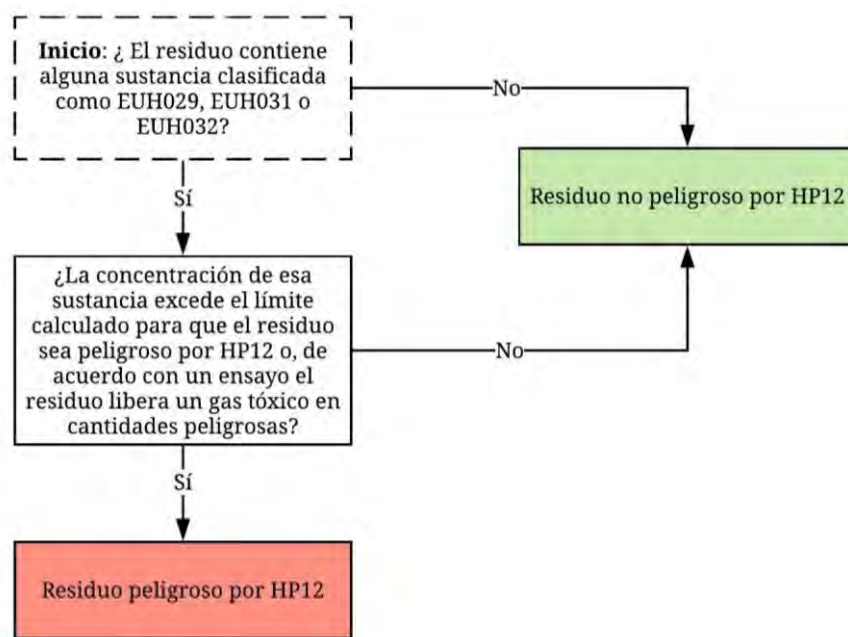 Inicio: ¿ El residuo contiene
alguna sustancia clasificada
como EUH029, EUH031 o
EUH032?
No
Residuo no peligroso por HP12
Sí
¿La concentración de esa
sustancia excede el límite
calculado para que el residuo
sea peligroso por HP12 o, de
acuerdo con un ensayo el
residuo libera un gas tóxico en
cantidades peligrosas?
No
Sí
Residuo peligroso por HP12